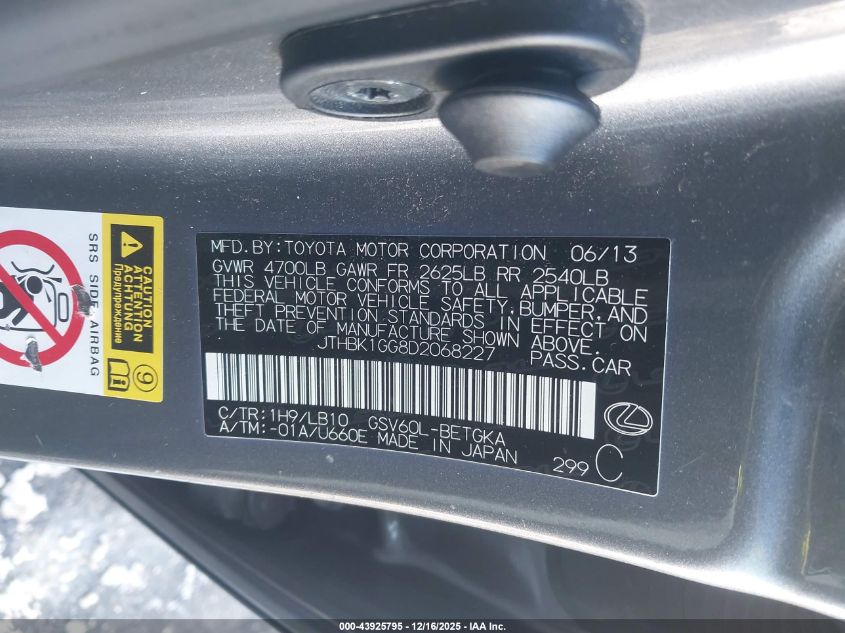 MFD.BY:TOYOTA MOTOR CORPORATION 06/13
GVWR 4700LB GAWR FR 2625LB RR 2540LB
THIS VEHICLE CONFORMS TO ALL APPLICABLE
FEDERAL MOTOR VEHICLE SAFETY,BUMPER,AND
THEFT PREVENTION STANDARDS IN EFFECT ON
THE DATE OF MANUFACTURE SHOWN ABOVE.
JTHBK1GG8D2068227 PASS.CAR
C/TR:1H9/LB10 GSV60L-BETGKA
A/TM:-01A/U660E MADE IN JAPAN
299 C
SRS SIDE AIRBAG
CAUTION
ATTENTION
ACHTUNG
Предупреждение
9
000-43925795 - 12/16/2025 - IAA Inc.